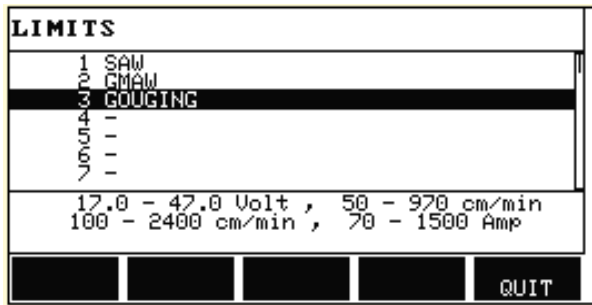 LIMITS
1 SAW
2 GMAW
3 GOUGING
4 -
5 -
6 -
7 -
17.0 - 47.0 Volt , 50 - 970 cm/min
100 - 2400 cm/min , 70 - 1500 Amp
QUIT